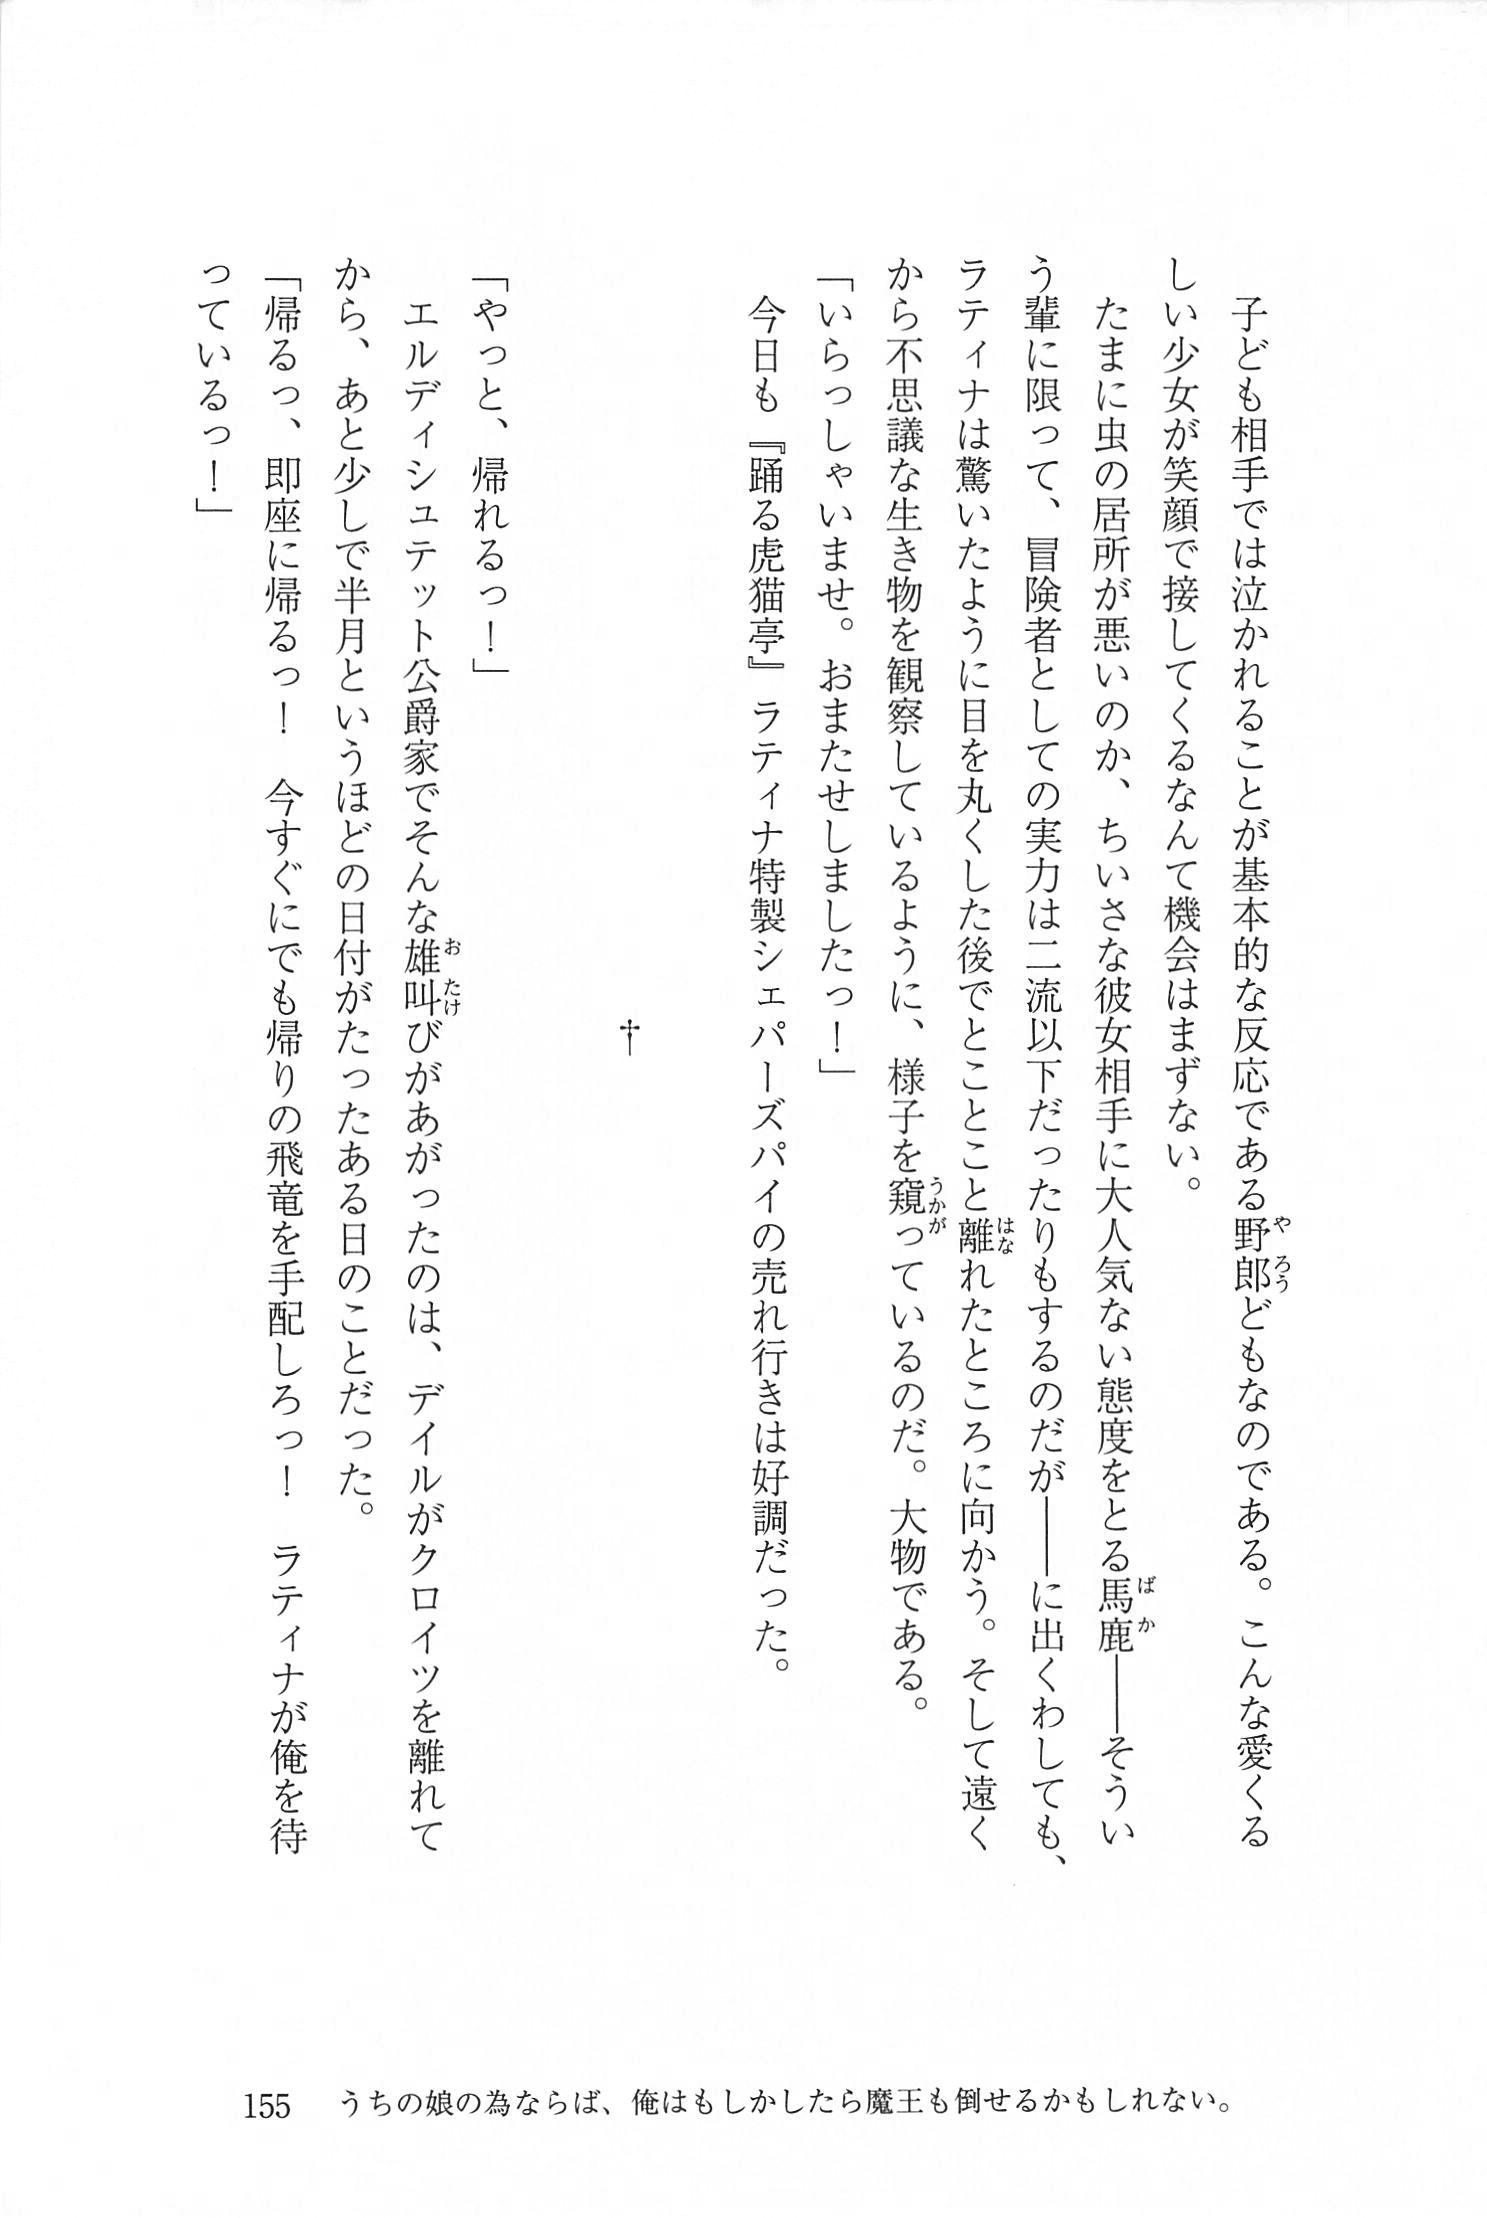 子ども相手では泣かれることが基本的な反応である野郎どもなのである。こんな愛くる
しい少女が笑顔で接してくるなんて機会はまずない。
　たまに虫の居所が悪いのか、ちいさな彼女相手に大人気ない態度をとる馬鹿――そうい
う輩に限って、冒険者としての実力は二流以下だったりもするのだが――に出くわしても、
ラティナは驚いたように目を丸くした後でとことこと離れたところに向かう。そして遠く
から不思議な生き物を観察しているように、様子を窺っているのだ。大物である。
「いらっしゃいませ。おまたせしましたっ！」
　今日も『踊る虎猫亭』ラティナ特製シェパーズパイの売れ行きは好調だった。
†
「やっと、帰れるっ！」
　エルディシュテット公爵家でそんな雄叫びがあがったのは、デイルがクロイツを離れて
から、あと少しで半月というほどの日付がたったある日のことだった。
「帰るっ、即座に帰るっ！　今すぐにでも帰りの飛竜を手配しろっ！　ラティナが俺を待
っているっ！」
155　うちの娘の為ならば、俺はもしかしたら魔王も倒せるかもしれない。